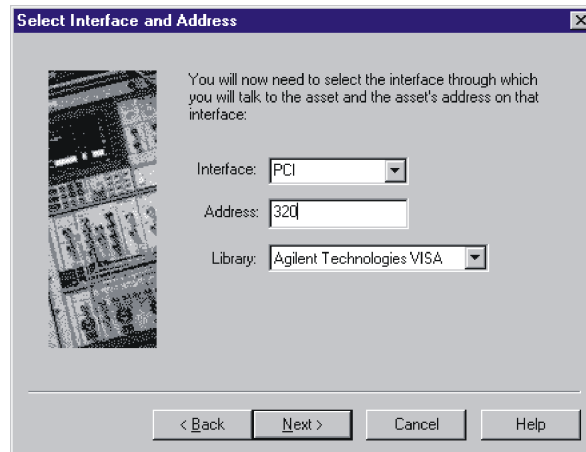 Select Interface and Address
You will now need to select the interface through which
you will talk to the asset and the asset's address on that
interface:
Interface: PCI
Address: 320
Library: Agilent Technologies VISA
< Back Next > Cancel Help